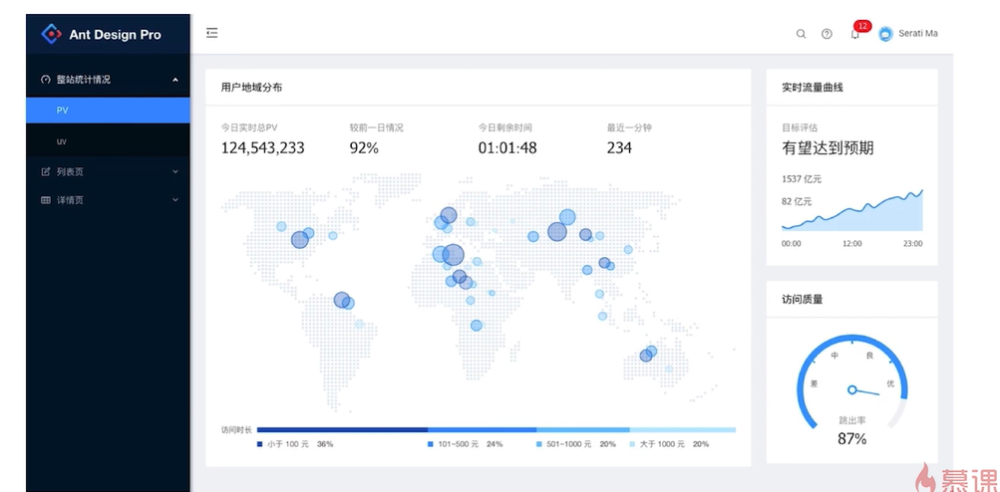 Ant Design Pro
12
Serati Ma
整站统计情况
PV
uv
列表页
详情页
用户地域分布
今日实时总PV
较前一日情况
今日剩余时间
最近一分钟
124,543,233
92%
01:01:48
234
访问时长
小于 100 元 36%
101~500 元 24%
501~1000 元 20%
大于 1000 元 20%
实时流量曲线
目标评估
有望达到预期
1537 亿元
82 亿元
00:00
12:00
23:00
访问质量
中
良
差
优
跳出率
87%
慕课